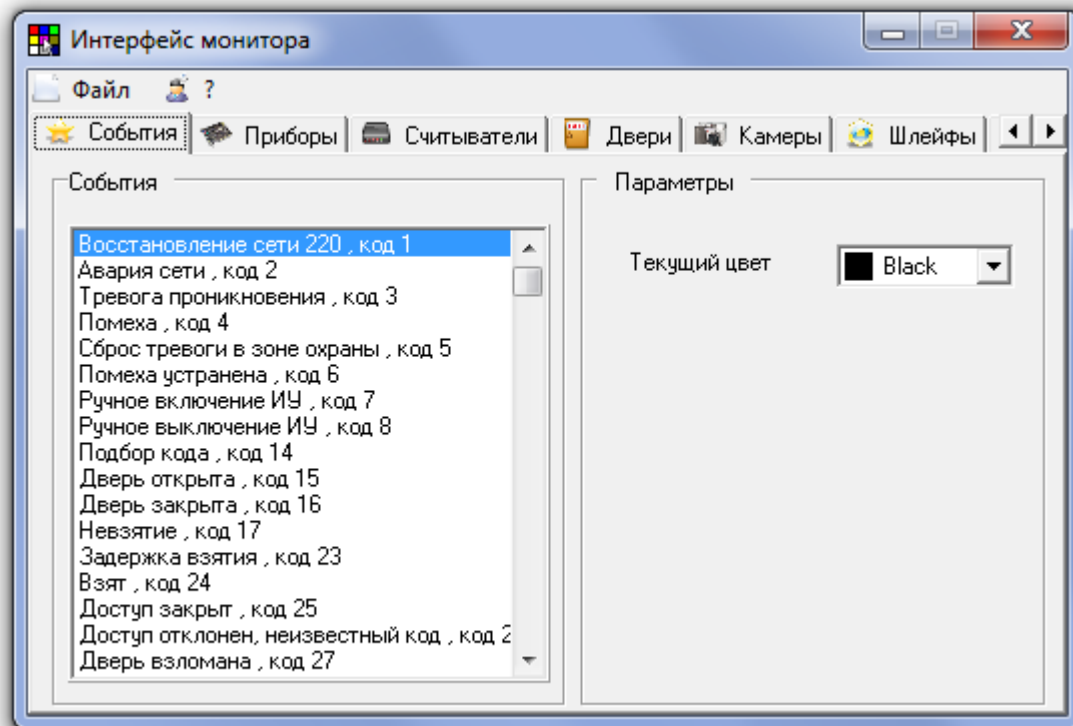 Интерфейс монитора
Файл ?
События Приборы Считыватели Двери Камеры Шлейфы
События
Параметры
Восстановление сети 220 , код 1
Авария сети , код 2
Тревога проникновения , код 3
Помеха , код 4
Сброс тревоги в зоне охраны , код 5
Помеха устранена , код 6
Ручное включение ИУ , код 7
Ручное выключение ИУ , код 8
Подбор кода , код 14
Дверь открыта , код 15
Дверь закрыта , код 16
Невзятие , код 17
Задержка взятия , код 23
Взят , код 24
Доступ закрыт , код 25
Доступ отклонен, неизвестный код , код 2
Дверь взломана , код 27
Текущий цвет
Black